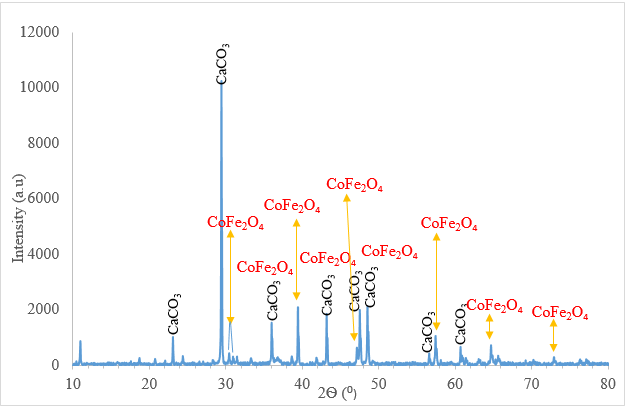 12000
10000
8000
6000
4000
2000
0
Intensity (a.u)
10 20 30 40 50 60 70 80
2Θ (⁰)
CaCO₃
CaCO₃
CoFe₂O₄
CoFe₂O₄
CaCO₃
CoFe₂O₄
CoFe₂O₄
CaCO₃
CoFe₂O₄
CaCO₃
CoFe₂O₄
CaCO₃
CaCO₃
CoFe₂O₄
CaCO₃
CoFe₂O₄
CoFe₂O₄